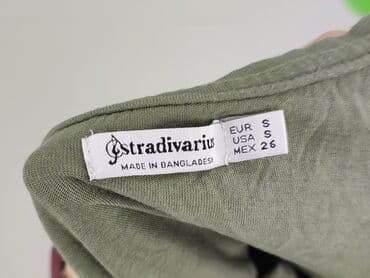 stradivarius
MADE IN BANGLADESH
EUR S
USA S
MEX 26